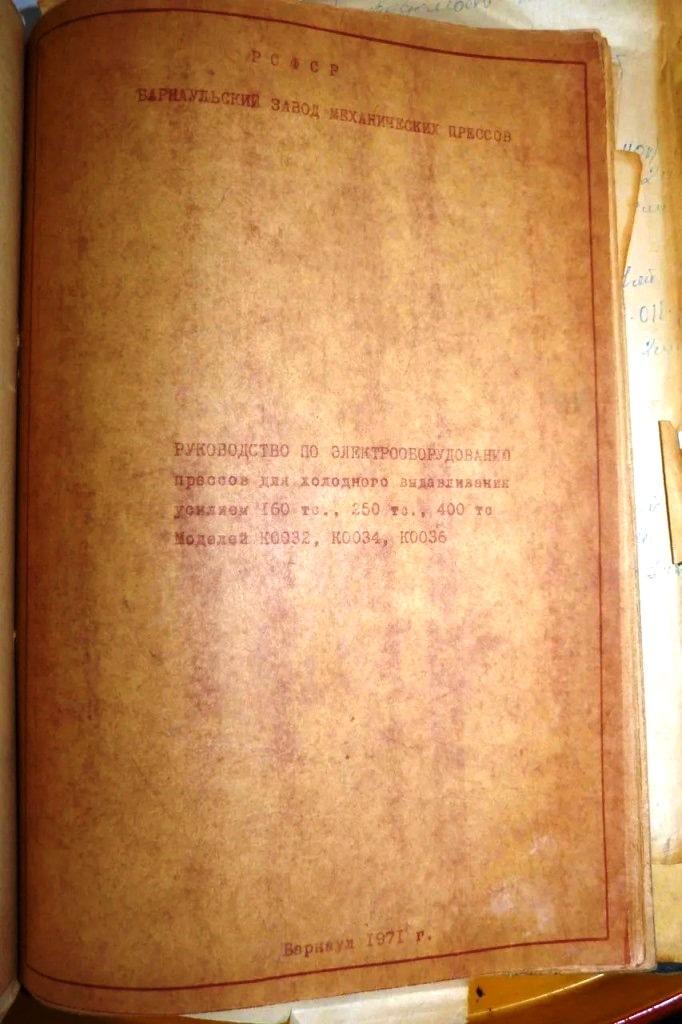 РСФСР
БАРНАУЛЬСКИЙ ЗАВОД МЕХАНИЧЕСКИХ ПРЕССОВ
РУКОВОДСТВО ПО ЭЛЕКТРООБОРУДОВАНИЮ
прессов для холодного выдавливания
усилием 160 тс., 250 тс., 400 тс
Моделей К0032, К0034, К0036
Барнаул 1971 г.